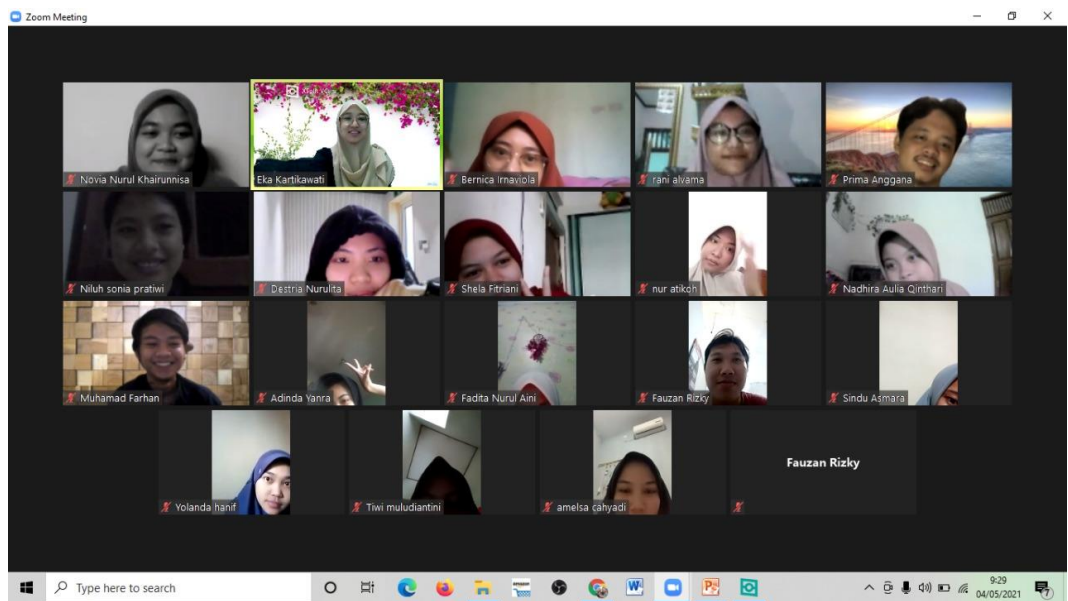 Zoom Meeting
Novia Nurul Khairunnisa
Eka Kartikawati
Bernica Irnaviola
rani alvama
Prima Anggana
Niluh sonia pratiwi
Destria Nurulita
Shela Fitriani
nur atikoh
Nadhira Aulia Qinthari
Muhamad Farhan
Adinda Yanra
Fadita Nurul Aini
Fauzan Rizky
Sindu Asmara
Yolanda hanif
Tiwi muludiantini
amelsa cahyadi
Fauzan Rizky
Type here to search
9:29
04/05/2021